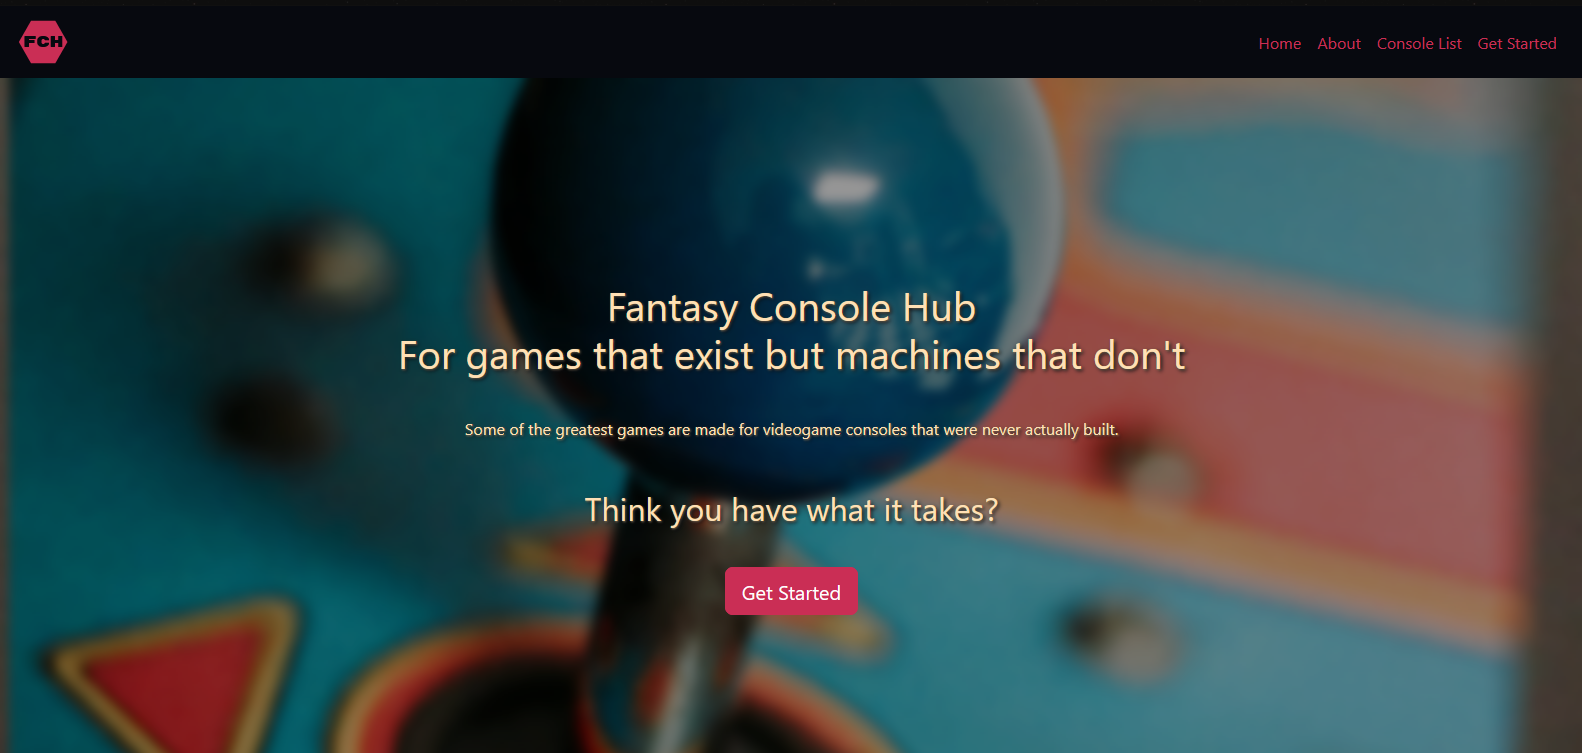 FCH
Home About Console List Get Started
Fantasy Console Hub
For games that exist but machines that don't
Some of the greatest games are made for videogame consoles that were never actually built.
Think you have what it takes?
Get Started